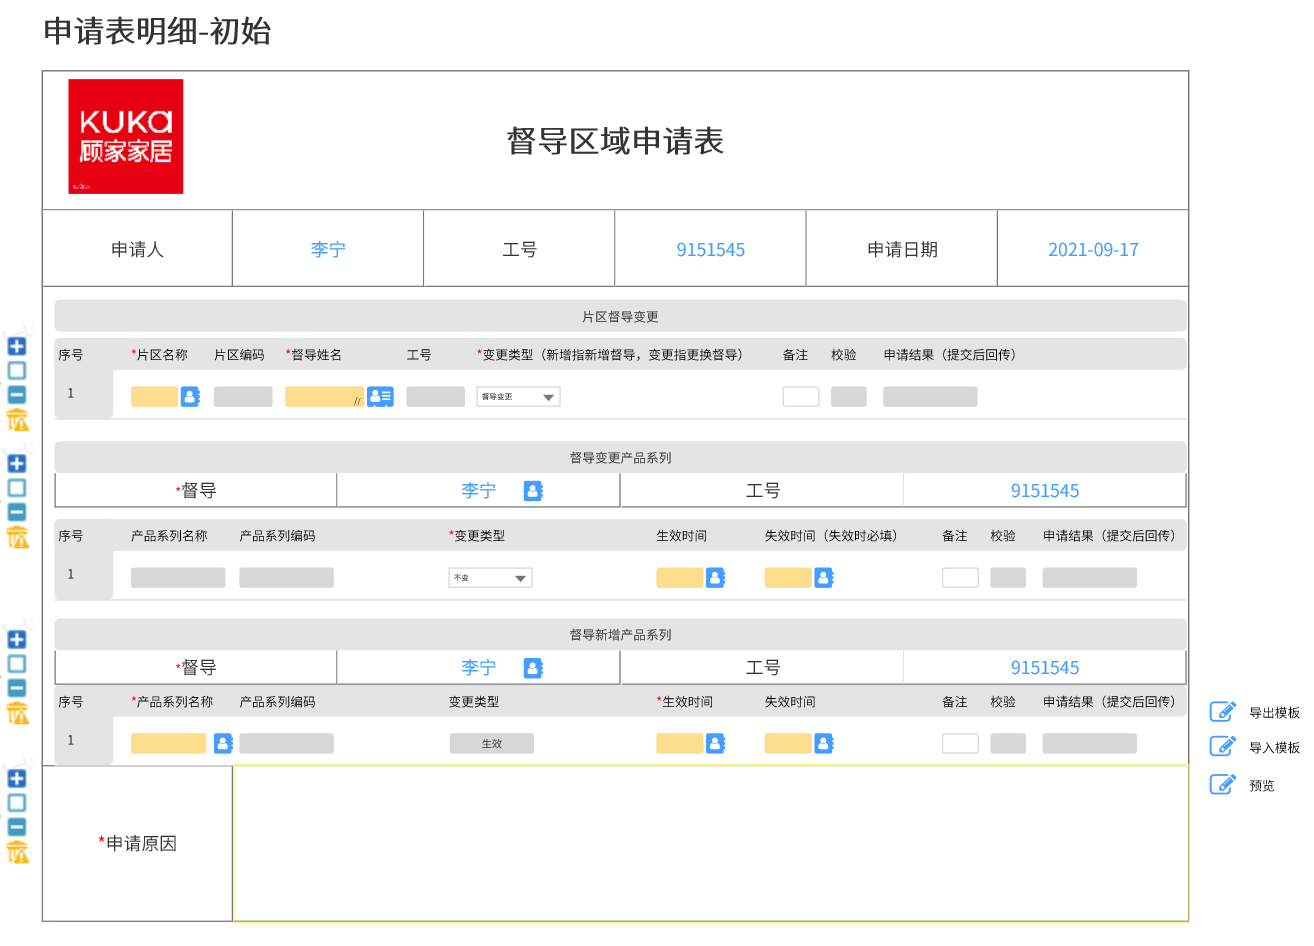 申请表明细-初始
KUKa
顾家家居
督导区域申请表
申请人 李宁 工号 9151545 申请日期 2021-09-17
片区督导变更
序号 *片区名称 片区编码 *督导姓名 工号 *变更类型（新增指新增督导，变更指更换督导） 备注 校验 申请结果（提交后回传）
1 // 督导变更
督导变更产品系列
*督导 李宁 工号 9151545
序号 产品系列名称 产品系列编码 *变更类型 生效时间 失效时间（失效时必填） 备注 校验 申请结果（提交后回传）
1 不变
督导新增产品系列
*督导 李宁 工号 9151545
序号 *产品系列名称 产品系列编码 变更类型 *生效时间 失效时间 备注 校验 申请结果（提交后回传）
1 生效
导出模板
导入模板
预览
*申请原因